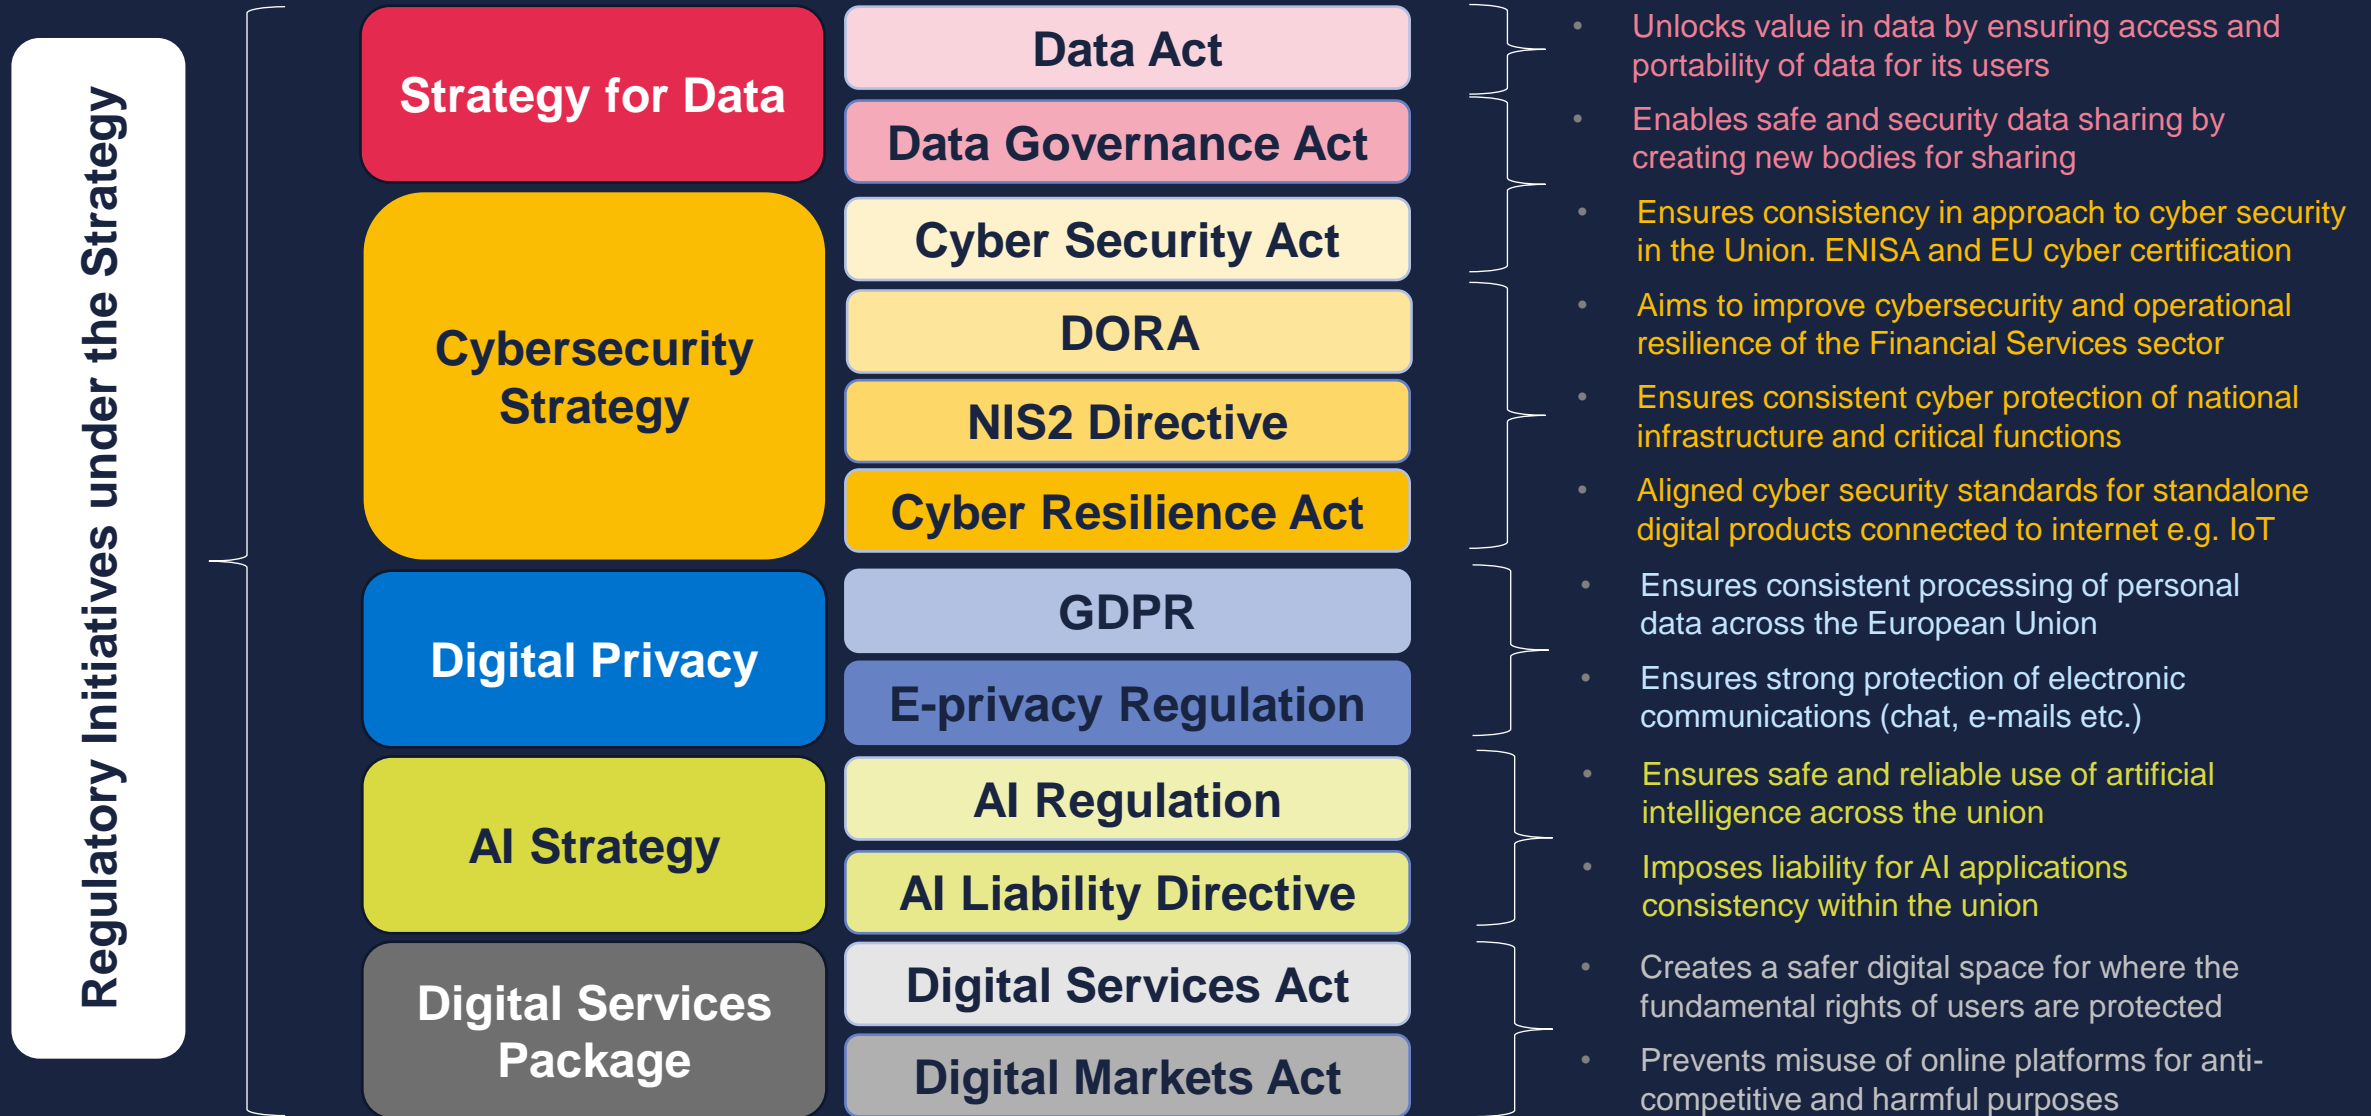 Regulatory Initiatives under the Strategy
Strategy for Data
Data Act
• Unlocks value in data by ensuring access and
portability of data for its users
Data Governance Act
• Enables safe and security data sharing by
creating new bodies for sharing
Cybersecurity
Strategy
Cyber Security Act
• Ensures consistency in approach to cyber security
in the Union. ENISA and EU cyber certification
DORA
• Aims to improve cybersecurity and operational
resilience of the Financial Services sector
NIS2 Directive
• Ensures consistent cyber protection of national
infrastructure and critical functions
Cyber Resilience Act
• Aligned cyber security standards for standalone
digital products connected to internet e.g. IoT
Digital Privacy
GDPR
• Ensures consistent processing of personal
data across the European Union
E-privacy Regulation
• Ensures strong protection of electronic
communications (chat, e-mails etc.)
AI Strategy
AI Regulation
• Ensures safe and reliable use of artificial
intelligence across the union
AI Liability Directive
• Imposes liability for AI applications
consistency within the union
Digital Services
Package
Digital Services Act
• Creates a safer digital space for where the
fundamental rights of users are protected
Digital Markets Act
• Prevents misuse of online platforms for anti-
competitive and harmful purposes